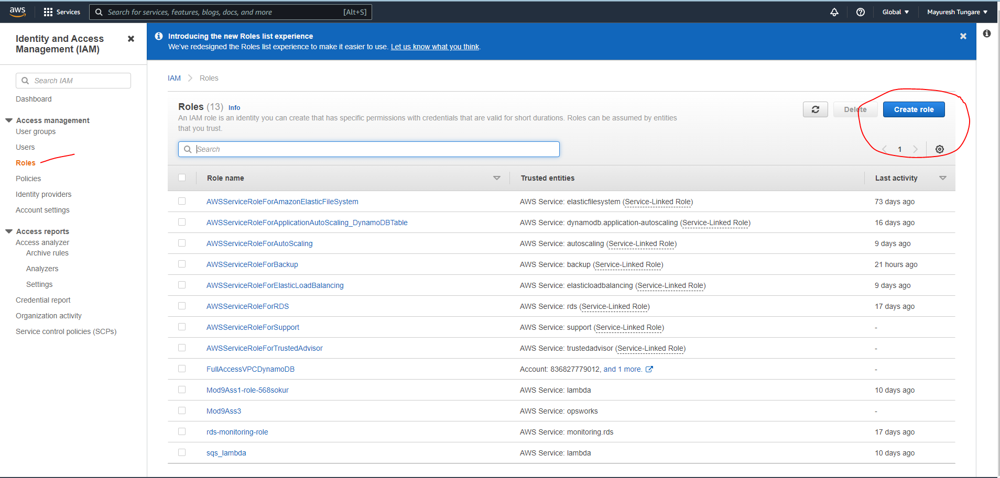 aws
Services
Search for services, features, blogs, docs, and more
[Alt+S]
Global
Mayuresh Tungare
Identity and Access
Management (IAM)
Search IAM
Dashboard
Access management
User groups
Users
Roles
Policies
Identity providers
Account settings
Access reports
Access analyzer
Archive rules
Analyzers
Settings
Credential report
Organization activity
Service control policies (SCPs)
Introducing the new Roles list experience
We've redesigned the Roles list experience to make it easier to use. Let us know what you think.
IAM > Roles
Roles (13) Info
An IAM role is an identity you can create that has specific permissions with credentials that are valid for short durations. Roles can be assumed by entities
that you trust.
Delete
Create role
Search
1
Role name Trusted entities Last activity
AWSServiceRoleForAmazonElasticFileSystem AWS Service: elasticfilesystem (Service-Linked Role) 73 days ago
AWSServiceRoleForApplicationAutoScaling_DynamoDBTable AWS Service: dynamodb.application-autoscaling (Service-Linked Role) 16 days ago
AWSServiceRoleForAutoScaling AWS Service: autoscaling (Service-Linked Role) 9 days ago
AWSServiceRoleForBackup AWS Service: backup (Service-Linked Role) 21 hours ago
AWSServiceRoleForElasticLoadBalancing AWS Service: elasticloadbalancing (Service-Linked Role) 9 days ago
AWSServiceRoleForRDS AWS Service: rds (Service-Linked Role) 17 days ago
AWSServiceRoleForSupport AWS Service: support (Service-Linked Role) -
AWSServiceRoleForTrustedAdvisor AWS Service: trustedadvisor (Service-Linked Role) -
FullAccessVPCDynamoDB Account: 836827779012, and 1 more. -
Mod9Ass1-role-568sokur AWS Service: lambda 10 days ago
Mod9Ass3 AWS Service: opsworks -
rds-monitoring-role AWS Service: monitoring.rds 17 days ago
sqs_lambda AWS Service: lambda 10 days ago